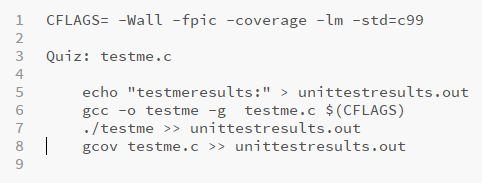 1 CFLAGS= -Wall -fpic -coverage -lm -std=c99
2
3 Quiz: testme.c
4
5 echo "testmeresults:" > unittestresults.out
6 gcc -o testme -g  testme.c $(CFLAGS)
7 ./testme >> unittestresults.out
8 gcov testme.c >> unittestresults.out
9